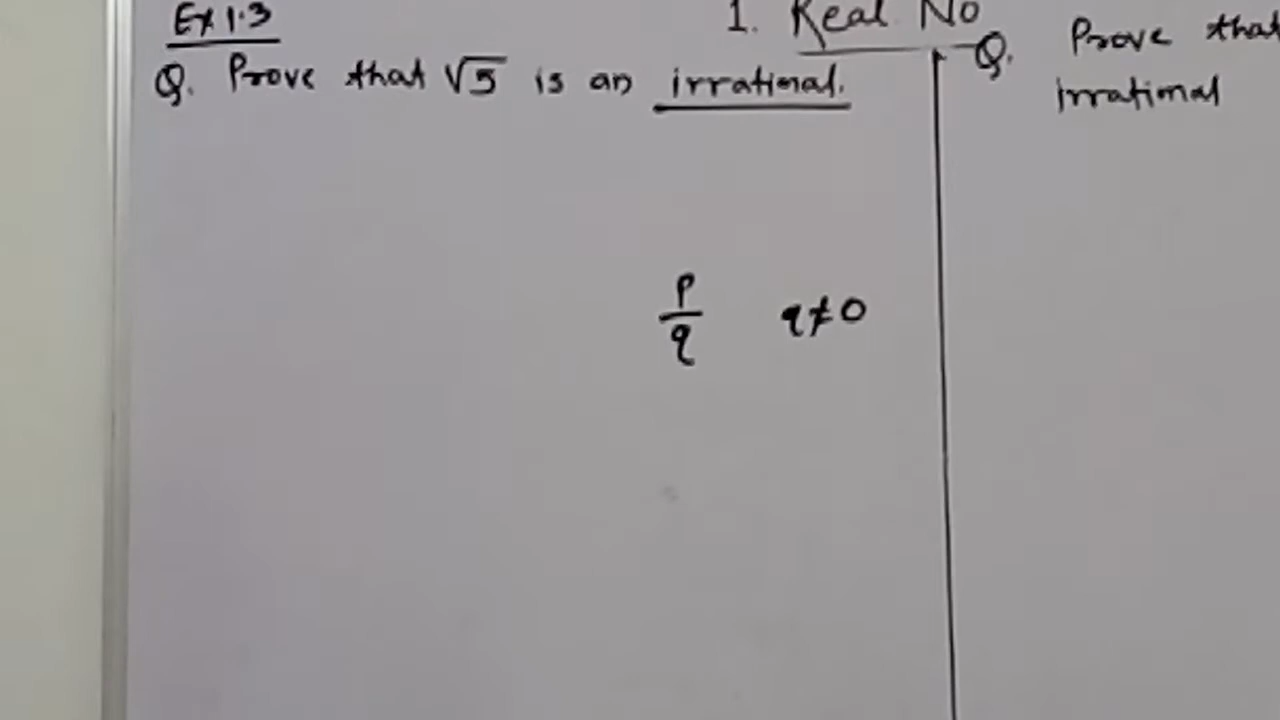 Ex 1.3
1. Real No
Q. Prove that √5 is an irrational.
p/q q≠0
Q. Prove that
irrational